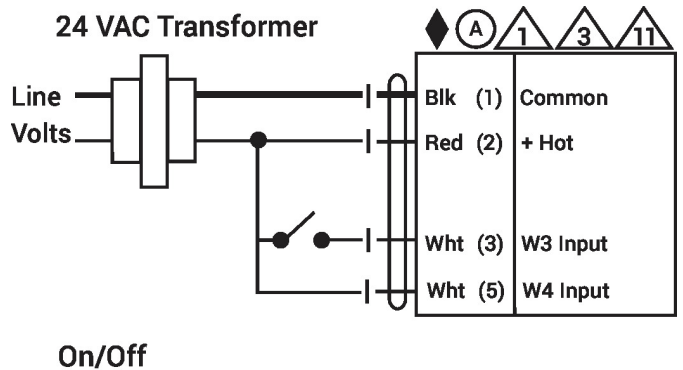 24 VAC Transformer
A 1 3 11
Line
Volts
Blk (1) Common
Red (2) + Hot
Wht (3) W3 Input
Wht (5) W4 Input
On/Off